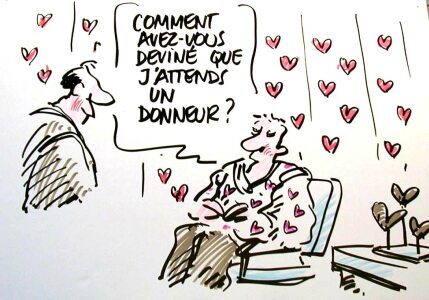 COMMENT
AVEZ-VOUS
DEVINÉ QUE
J'ATTENDS
UN
DONNEUR ?